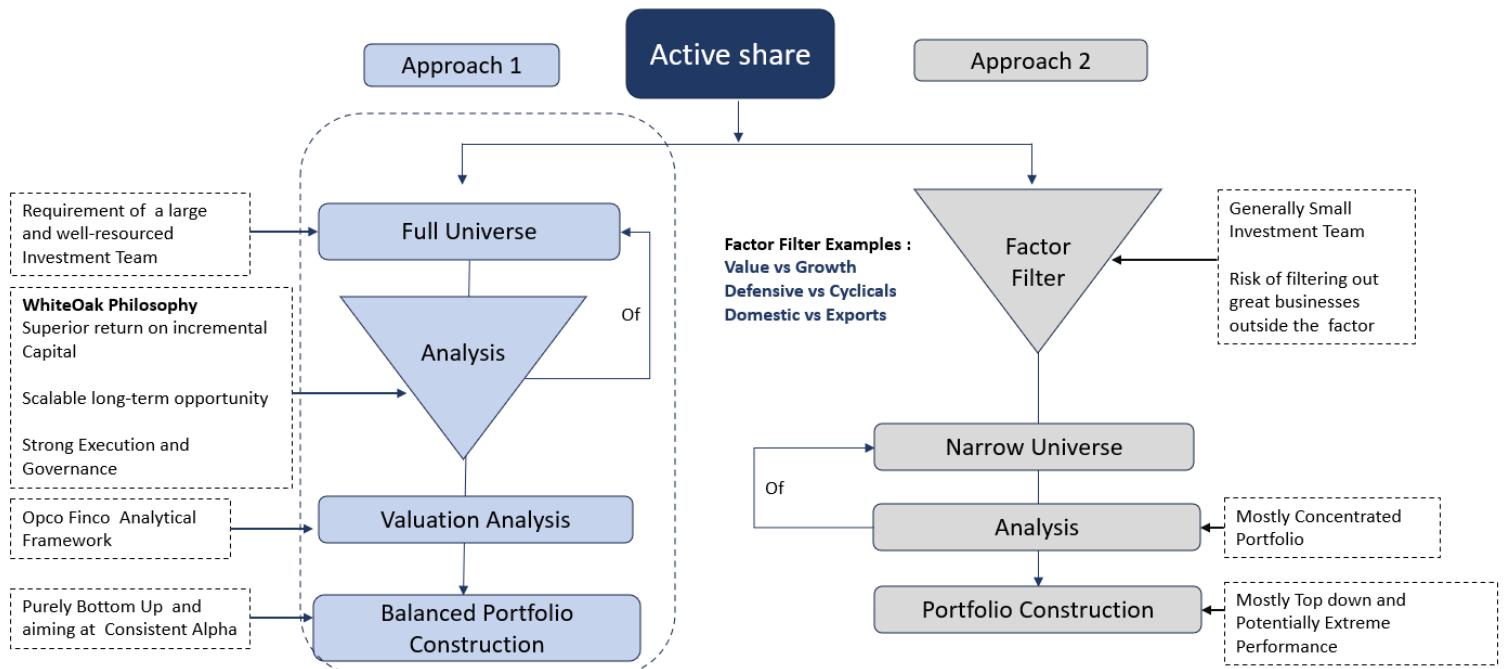 Active share
Approach 1
Approach 2
Requirement of a large
and well-resourced
Investment Team
Full Universe
WhiteOak Philosophy
Superior return on incremental
Capital
Scalable long-term opportunity
Strong Execution and
Governance
Analysis
Of
Opco Finco Analytical
Framework
Valuation Analysis
Purely Bottom Up and
aiming at Consistent Alpha
Balanced Portfolio
Construction
Factor Filter Examples :
Value vs Growth
Defensive vs Cyclicals
Domestic vs Exports
Factor
Filter
Generally Small
Investment Team
Risk of filtering out
great businesses
outside the factor
Narrow Universe
Of
Analysis
Mostly Concentrated
Portfolio
Portfolio Construction
Mostly Top down and
Potentially Extreme
Performance